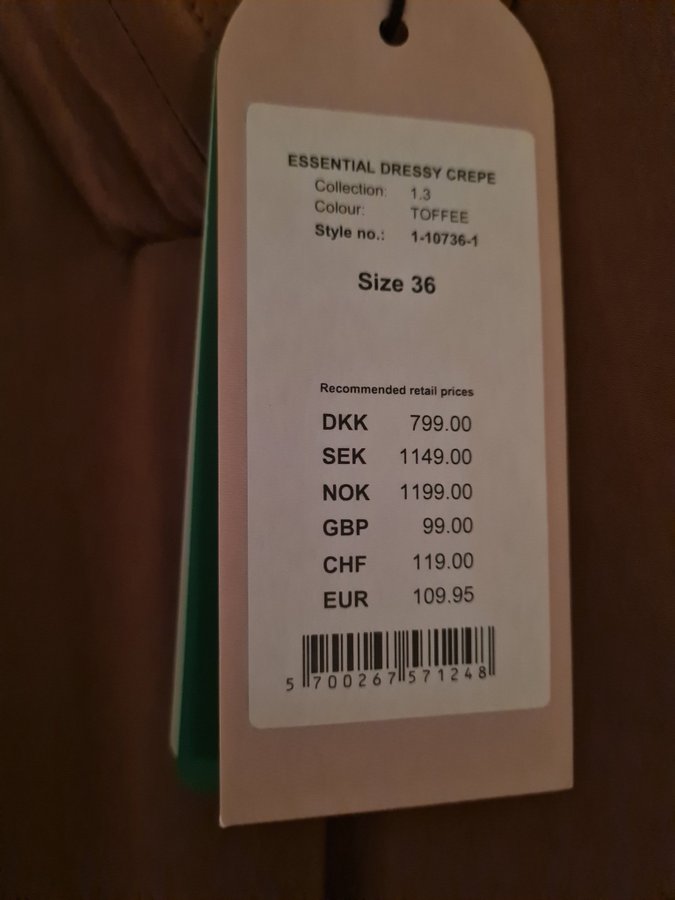 ESSENTIAL DRESSY CREPE
Collection: 1.3
Colour: TOFFEE
Style no.: 1-10736-1
Size 36
Recommended retail prices
DKK 799.00
SEK 1149.00
NOK 1199.00
GBP 99.00
CHF 119.00
EUR 109.95
5 700267 571248